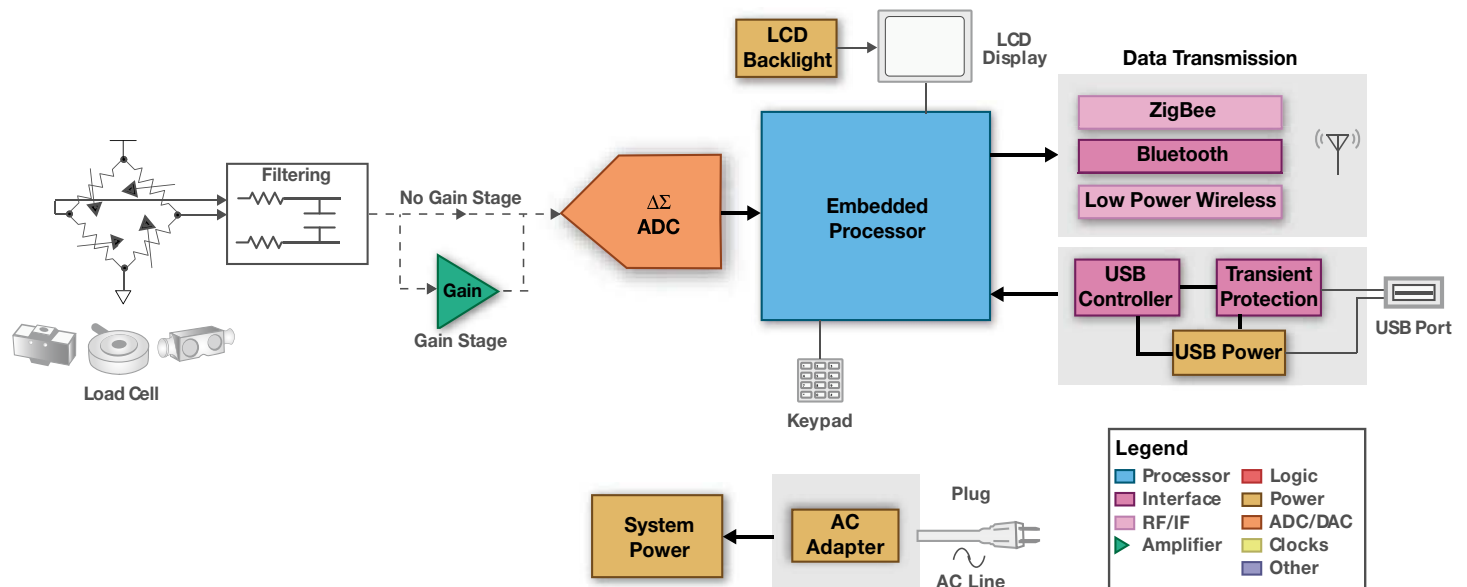 LCD
Backlight
LCD
Display
Data Transmission
ZigBee
Bluetooth
Low Power Wireless
Filtering
No Gain Stage
ΔΣ
ADC
Embedded
Processor
Gain
Gain Stage
USB
Controller
Transient
Protection
USB Power
USB Port
Load Cell
Keypad
System
Power
AC
Adapter
Plug
AC Line
Legend
Processor
Interface
RF/IF
Amplifier
Logic
Power
ADC/DAC
Clocks
Other